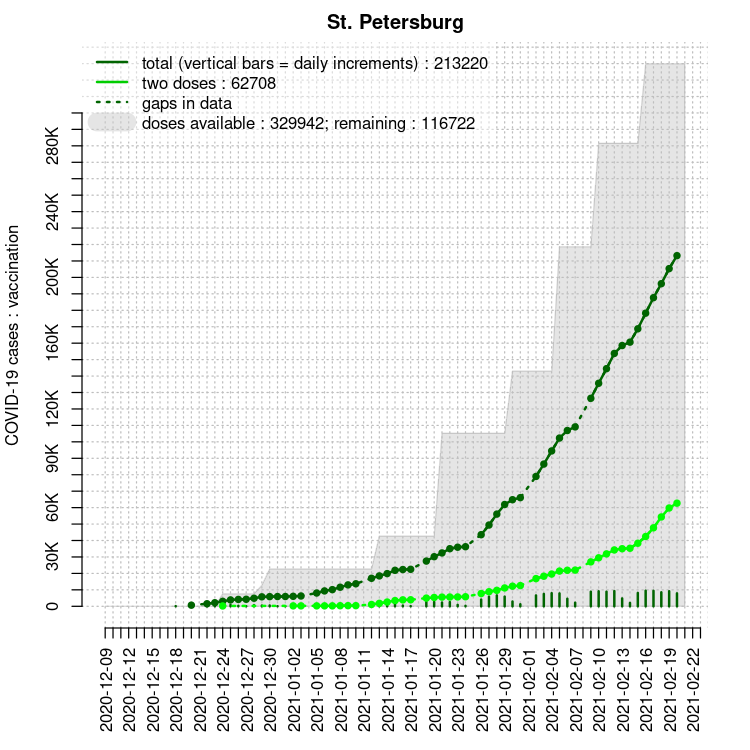 St. Petersburg
total (vertical bars = daily increments) : 213220
two doses : 62708
gaps in data
doses available : 329942; remaining : 116722
COVID-19 cases : vaccination
280K
240K
200K
160K
120K
90K
60K
30K
0
2020-12-09
2020-12-12
2020-12-15
2020-12-18
2020-12-21
2020-12-24
2020-12-27
2020-12-30
2021-01-02
2021-01-05
2021-01-08
2021-01-11
2021-01-14
2021-01-17
2021-01-20
2021-01-23
2021-01-26
2021-01-29
2021-02-01
2021-02-04
2021-02-07
2021-02-10
2021-02-13
2021-02-16
2021-02-19
2021-02-22